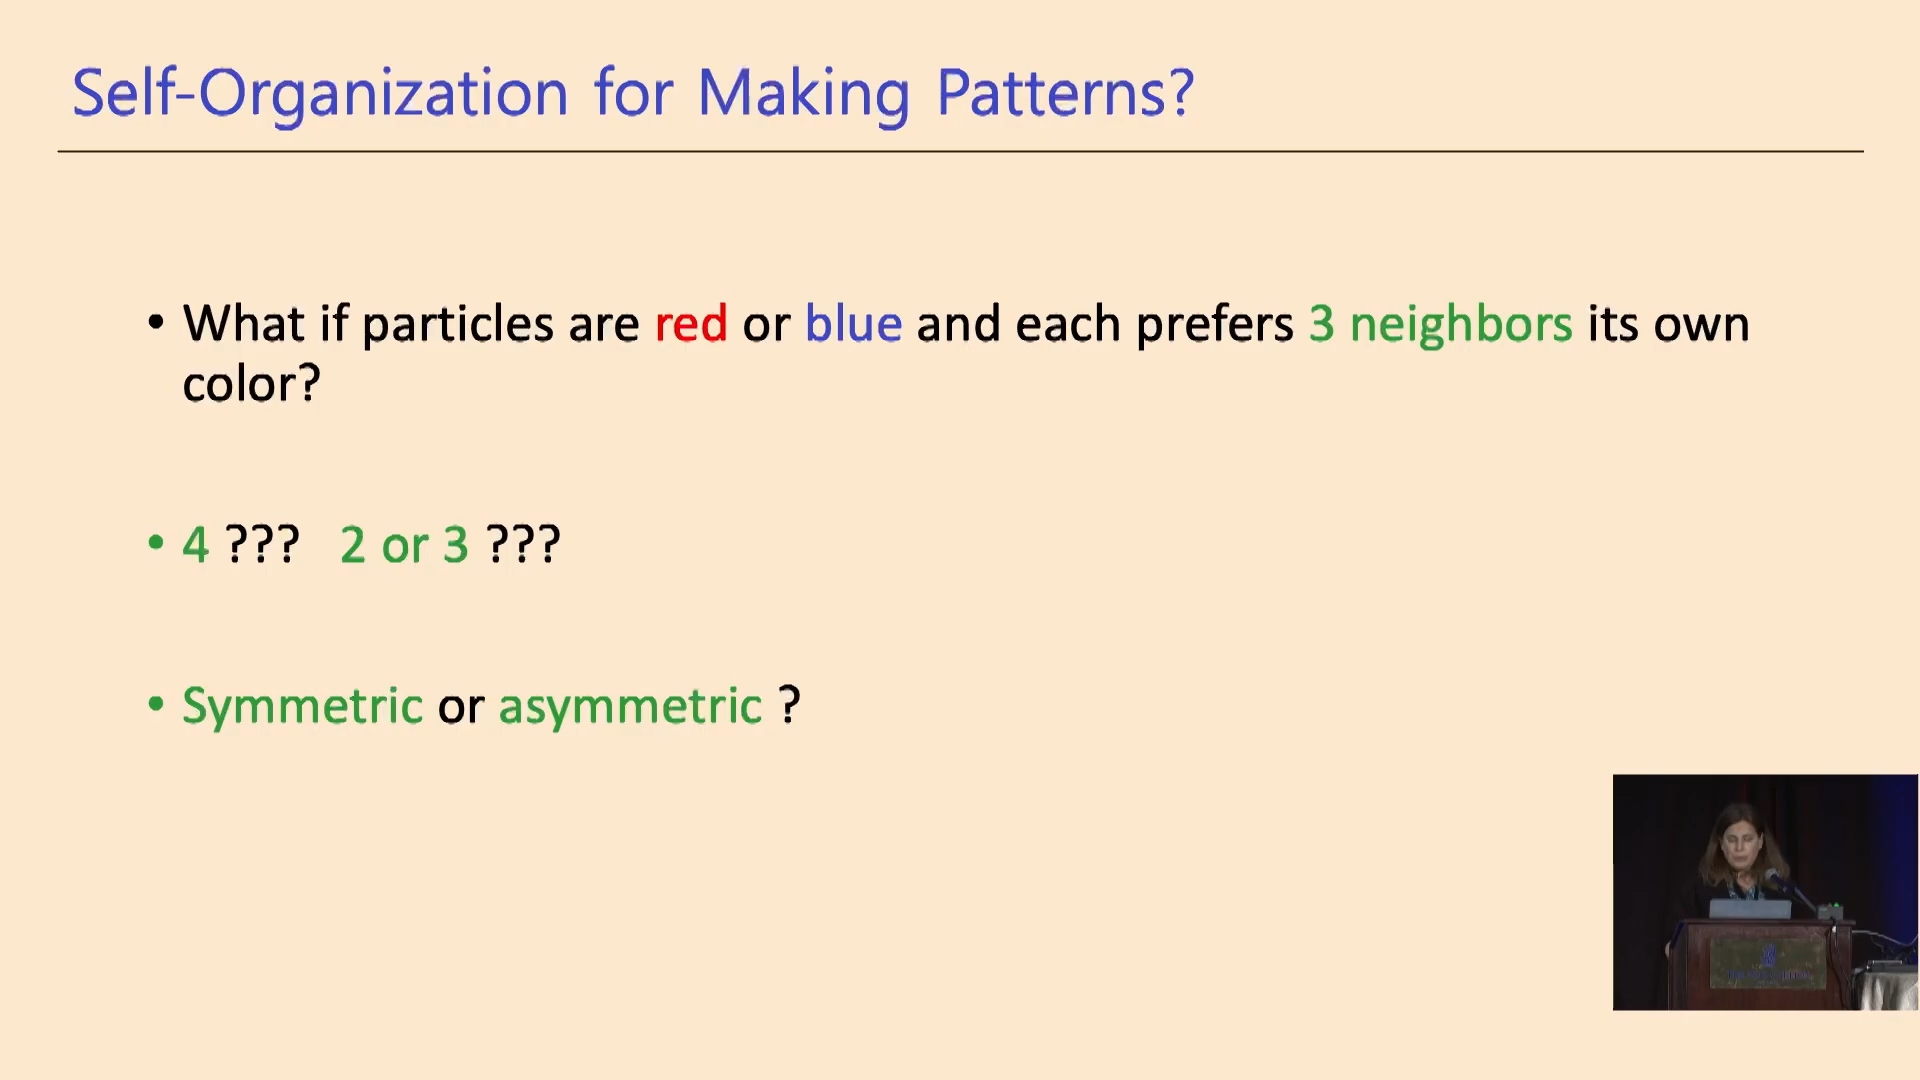 Self-Organization for Making Patterns?
• What if particles are red or blue and each prefers 3 neighbors its own
color?
• 4 ??? 2 or 3 ???
• Symmetric or asymmetric ?